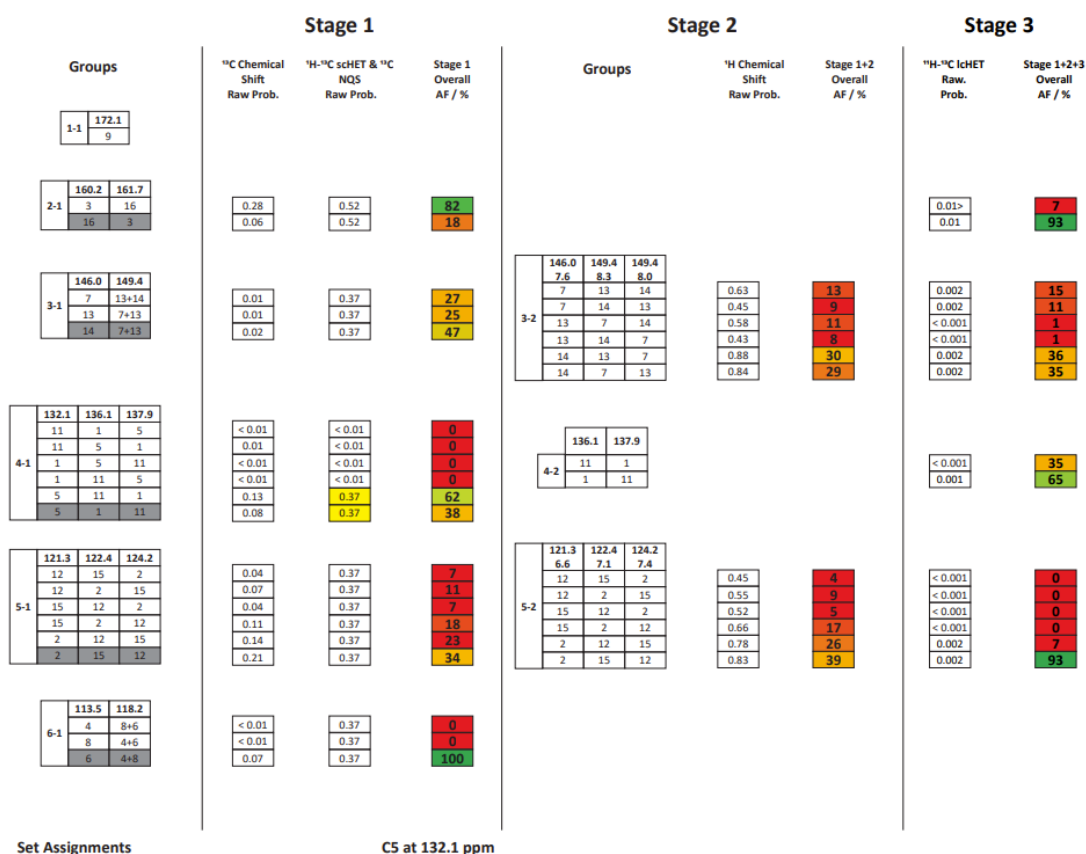 Stage 1
Stage 2
Stage 3
Groups
¹³C Chemical Shift Raw Prob.
¹H-¹³C scHET & ¹³C NQS Raw Prob.
Stage 1 Overall AF / %
Groups
¹H Chemical Shift Raw Prob.
Stage 1+2 Overall AF / %
¹H-¹³C lcHET Raw. Prob.
Stage 1+2+3 Overall AF / %
1-1
172.1
9
2-1
160.2 161.7
3 16 0.28 0.52 82 0.01> 7
16 3 0.06 0.52 18 0.01 93
3-1
146.0 149.4
7 13+14 0.01 0.37 27
13 7+13 0.01 0.37 25
14 7+13 0.02 0.37 47
3-2
146.0 149.4 149.4
7.6 8.3 8.0
7 13 14 0.63 13 0.002 15
7 14 13 0.45 9 0.002 11
13 7 14 0.58 11 < 0.001 1
13 14 7 0.43 8 < 0.001 1
14 13 7 0.88 30 0.002 36
14 7 13 0.84 29 0.002 35
4-1
132.1 136.1 137.9
11 1 5 < 0.01 < 0.01 0
11 5 1 0.01 < 0.01 0
1 5 11 < 0.01 < 0.01 0
1 11 5 < 0.01 < 0.01 0
5 11 1 0.13 0.37 62
5 1 11 0.08 0.37 38
4-2
136.1 137.9
11 1 < 0.001 35
1 11 0.001 65
5-1
121.3 122.4 124.2
12 15 2 0.04 0.37 7
12 2 15 0.07 0.37 11
15 12 2 0.04 0.37 7
15 2 12 0.11 0.37 18
2 12 15 0.14 0.37 23
2 15 12 0.21 0.37 34
5-2
121.3 122.4 124.2
6.6 7.1 7.4
12 15 2 0.45 4 < 0.001 0
12 2 15 0.55 9 < 0.001 0
15 12 2 0.52 5 < 0.001 0
15 2 12 0.66 17 < 0.001 0
2 12 15 0.78 26 0.002 7
2 15 12 0.83 39 0.002 93
6-1
113.5 118.2
4 8+6 < 0.01 0.37 0
8 4+6 < 0.01 0.37 0
6 4+8 0.07 0.37 100
Set Assignments
C5 at 132.1 ppm